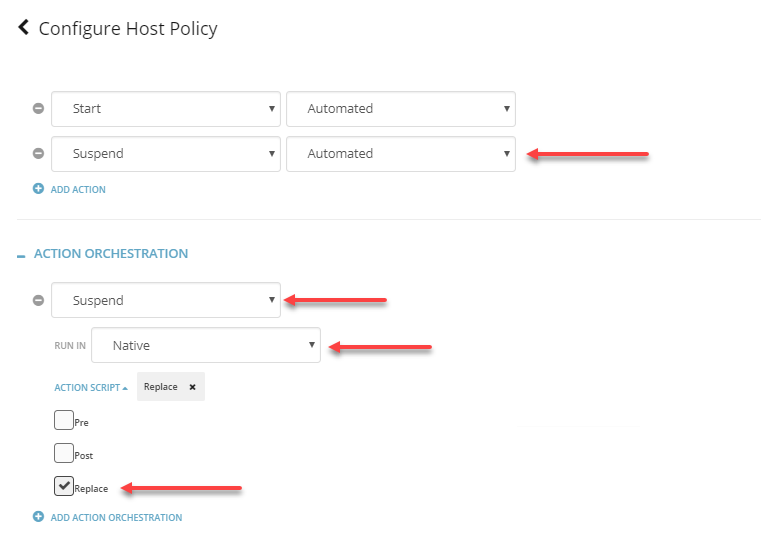 Configure Host Policy
Start Automated
Suspend Automated
ADD ACTION
ACTION ORCHESTRATION
Suspend
RUN IN Native
ACTION SCRIPT Replace
Pre
Post
Replace
ADD ACTION ORCHESTRATION